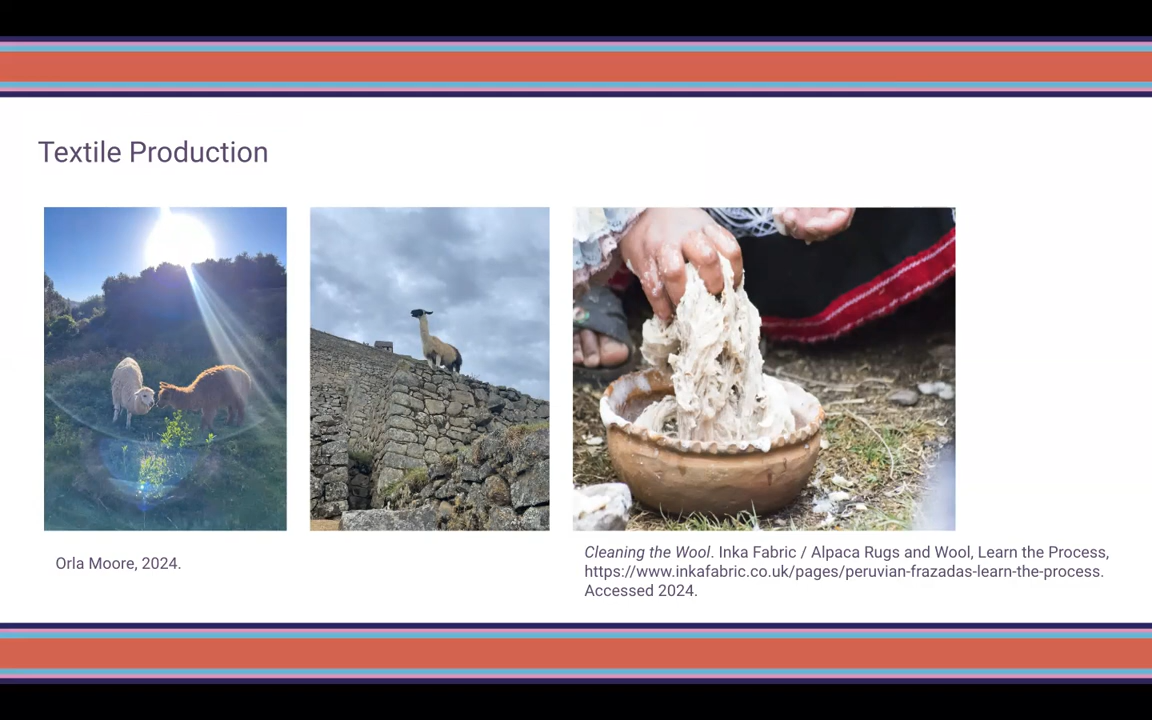 Textile Production
Orla Moore, 2024.
Cleaning the Wool. Inka Fabric / Alpaca Rugs and Wool, Learn the Process,
https://www.inkafabric.co.uk/pages/peruvian-frazadas-learn-the-process.
Accessed 2024.